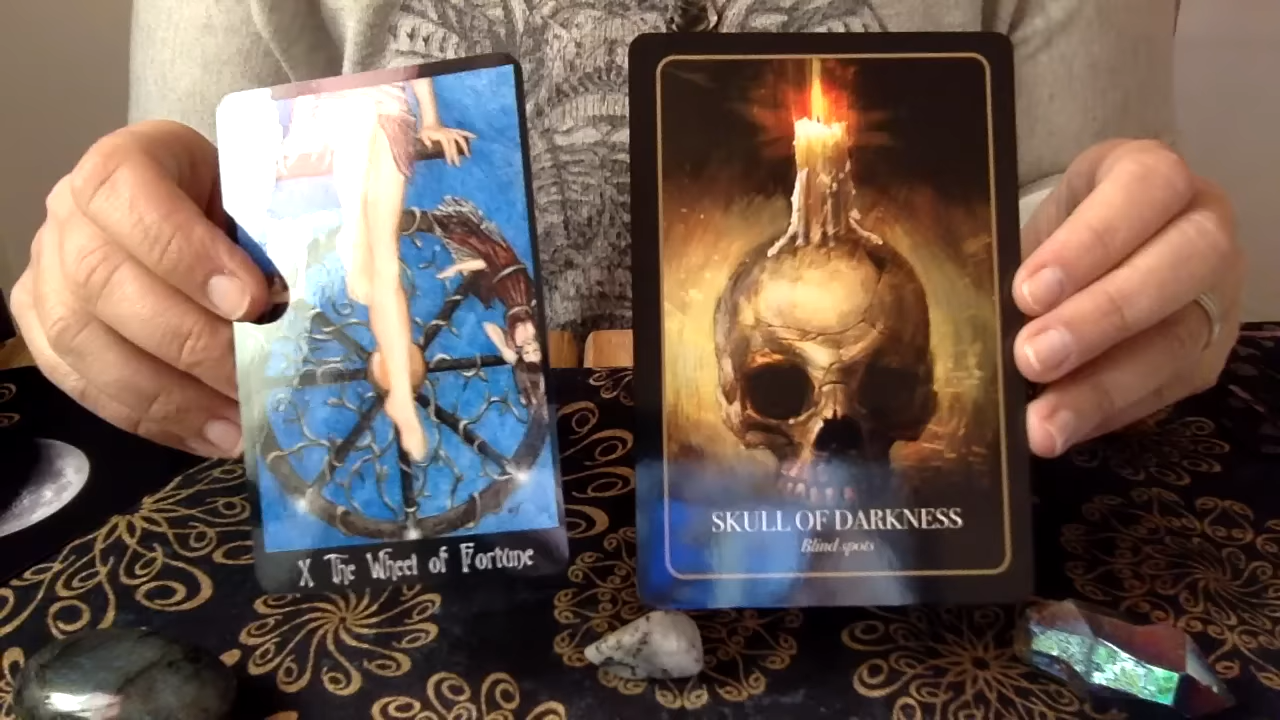 X The Wheel of Fortune
SKULL OF DARKNESS
Blind spots